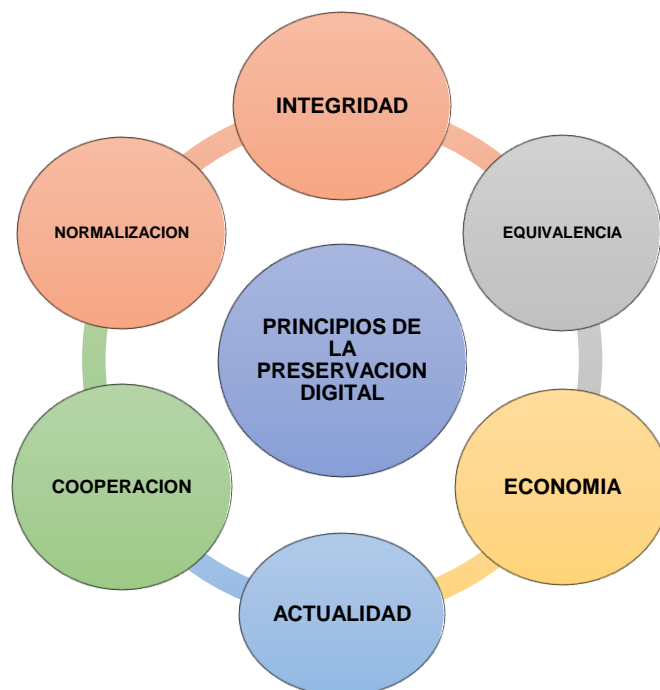 INTEGRIDAD
NORMALIZACION
EQUIVALENCIA
PRINCIPIOS DE
LA
PRESERVACION
DIGITAL
COOPERACION
ECONOMIA
ACTUALIDAD